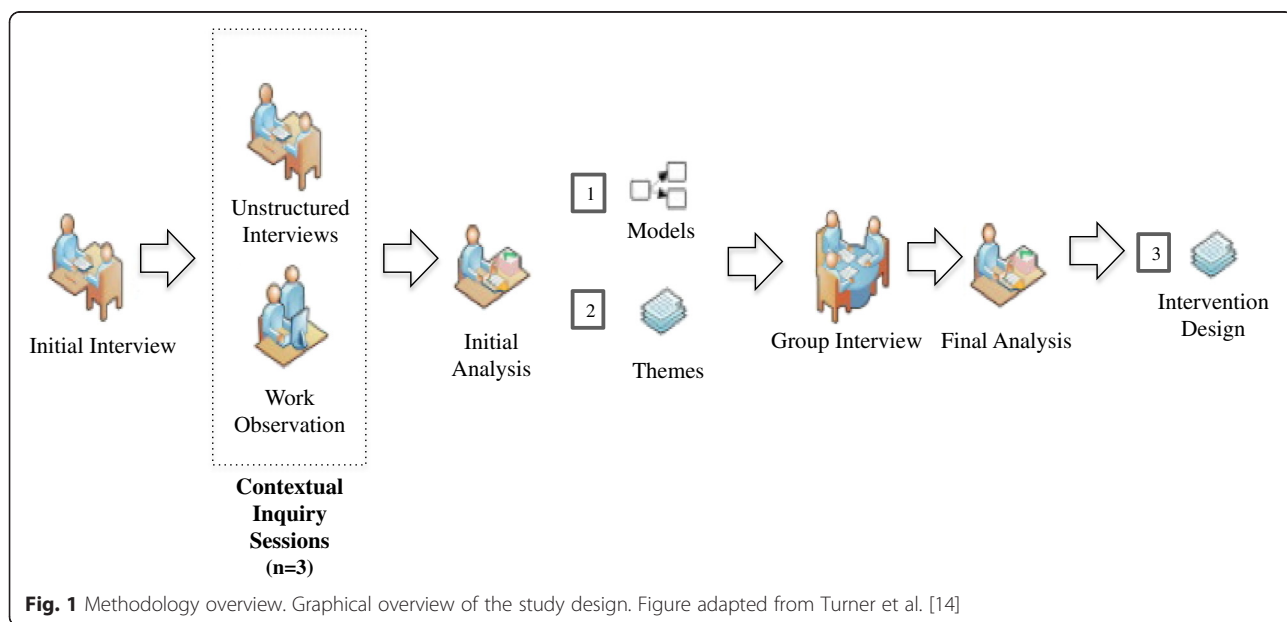 Initial Interview
Unstructured
Interviews
Work
Observation
Contextual
Inquiry
Sessions
(n=3)
Initial
Analysis
1
Models
2
Themes
Group Interview
Final Analysis
3
Intervention
Design
Fig. 1 Methodology overview. Graphical overview of the study design. Figure adapted from Turner et al. [14]